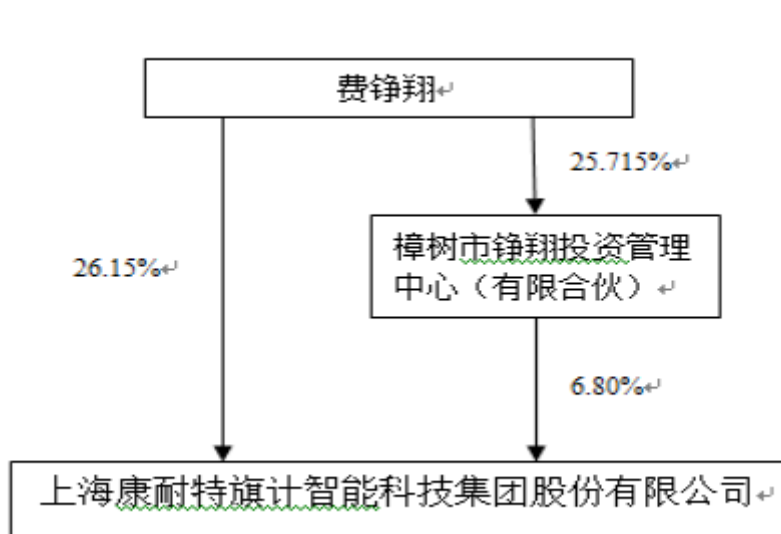 费铮翔
25.715%
樟树市铮翔投资管理
中心（有限合伙）
26.15%
6.80%
上海康耐特旗计智能科技集团股份有限公司